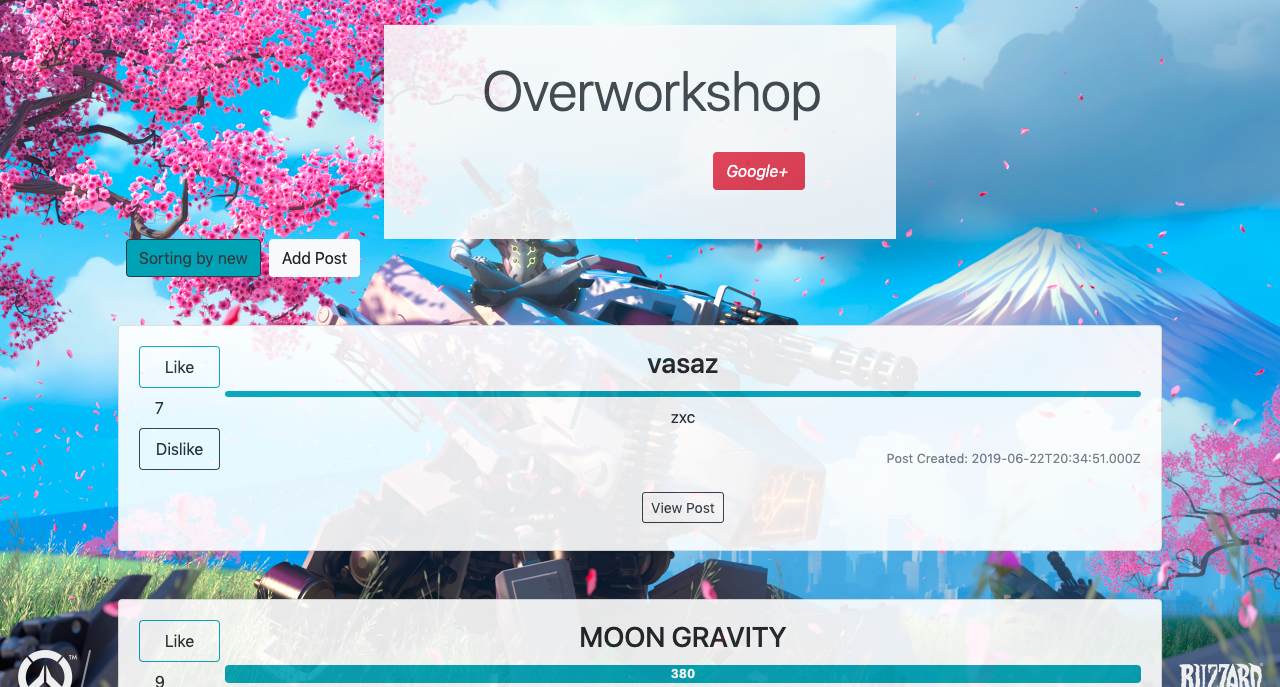 Overworkshop
Google+
Sorting by new
Add Post
Like
vasaz
7
zxc
Dislike
Post Created: 2019-06-22T20:34:51.000Z
View Post
Like
MOON GRAVITY
380
9
TM
BLIZZARD